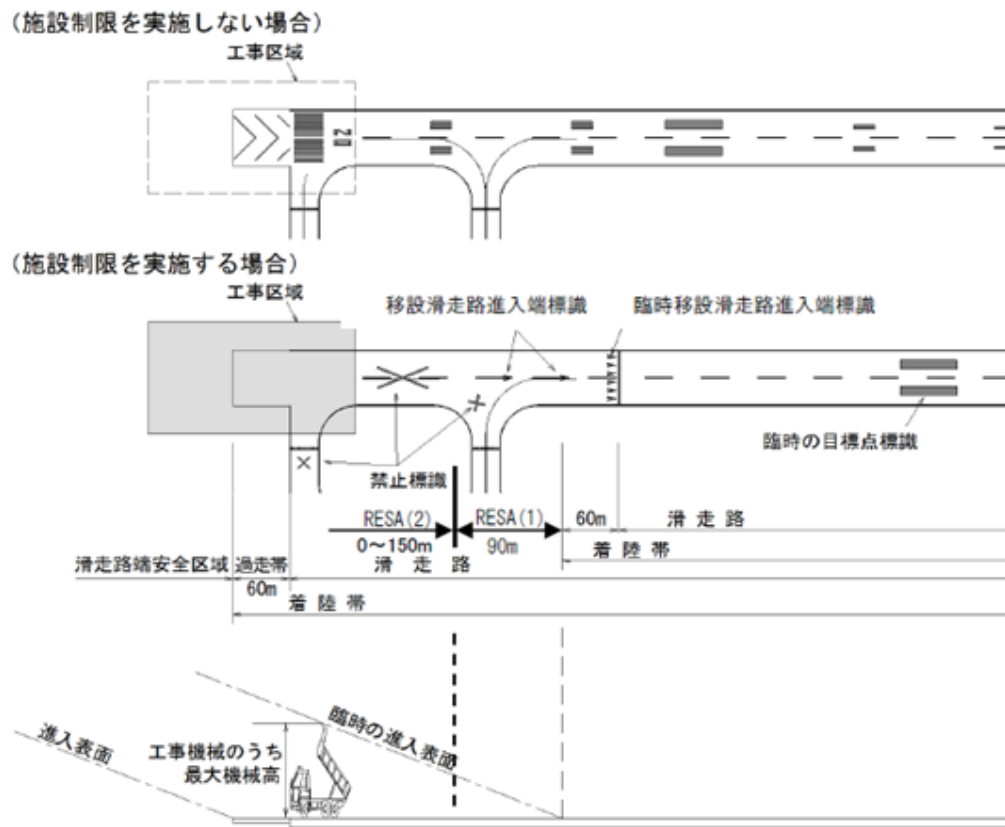 （施設制限を実施しない場合）
工事区域
02
（施設制限を実施する場合）
工事区域
移設滑走路進入端標識
臨時移設滑走路進入端標識
臨時の目標点標識
禁止標識
RESA(2)
0～150m
RESA(1)
90m
60m
滑走路
着陸帯
滑走路端安全区域
過走帯
60m
滑走路
着陸帯
進入表面
工事機械のうち
最大機械高
臨時の進入表面